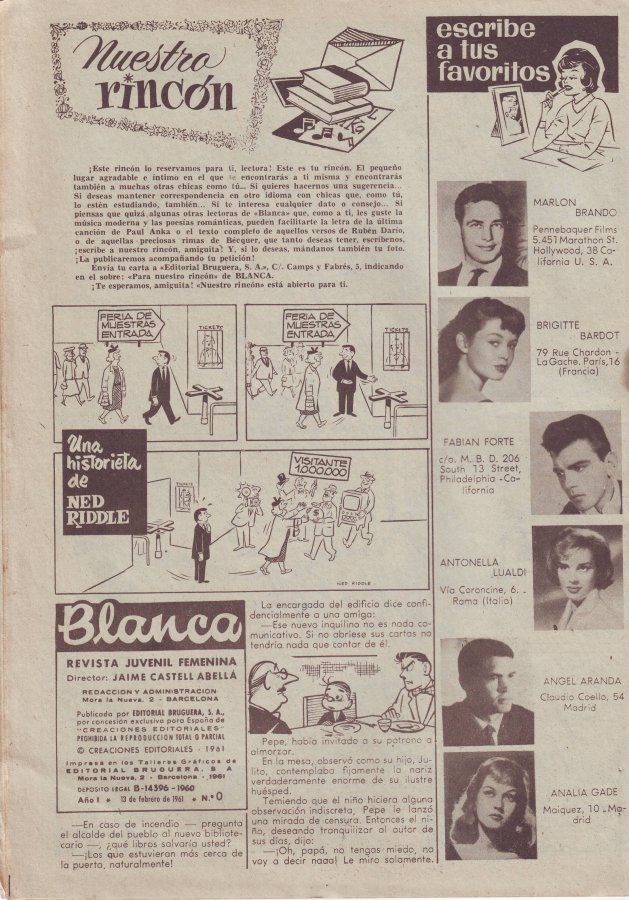 Nuestro
rincón
¡Este rincón lo reservamos para ti, lectora! Este es tu rincón. El pequeño
lugar agradable e íntimo en el que te encontrarás a ti misma y encontrarás
también a muchas otras chicas como tú... Si quieres hacernos una sugerencia...
Si deseas mantener correspondencia en otro idioma con chicas que, como tú,
lo estén estudiando, también... Si te interesa cualquier dato o consejo... Si
piensas que quizá algunas otras lectoras de «Blanca» que, como a ti, les guste la
música moderna y las poesías románticas, pueden facilitarte la letra de la última
canción de Paul Anka o el texto completo de aquellos versos de Rubén Darío,
o de aquellas preciosas rimas de Bécquer, que tanto deseas tener, escríbenos,
¡escribe a nuestro rincón, amiguita! Y, si lo deseas, mándanos también tu foto.
¡La publicaremos acompañando tu petición!
Envía tu carta a «Editorial Bruguera, S. A.», C/. Camps y Fabrés, 5, indicando
en el sobre: «Para nuestro rincón» de BLANCA.
¡Te esperamos, amiguita! «Nuestro rincón» está abierto para ti.
FERIA DE
MUESTRAS
ENTRADA
TICKETS
FERIA DE
MUESTRAS
ENTRADA
TICKETS
Una
historieta
de
NED
RIDDLE
TICKETS
VISITANTE
1.000.000
NED RIDDLE
Blanca
REVISTA JUVENIL FEMENINA
Director: JAIME CASTELL ABELLÁ
REDACCION Y ADMINISTRACION
Mora la Nueva, 2 - BARCELONA
Publicada por EDITORIAL BRUGUERA, S. A.,
por concesión exclusiva para España de
"CREACIONES EDITORIALES"
PROHIBIDA LA REPRODUCCION TOTAL O PARCIAL
© CREACIONES EDITORIALES - 1961
Impresa en los Talleres Gráficos de
EDITORIAL BRUGUERA, S A
Mora la Nueva, 2 - Barcelona - 1961
DEPOSITO LEGAL B-14396 - 1960
Año I * 13 de febrero de 1961 * N.º 0
—En caso de incendio — pregunta
el alcalde del pueblo al nuevo bibliote-
cario —, ¿qué libros salvaría usted?
—¡Los que estuvieran más cerca de
la puerta, naturalmente!
La encargada del edificio dice confi-
dencialmente a una amiga:
—Ese nuevo inquilino no es nada co-
municativo. Si no abriese sus cartas no
tendría nada que contar de él.
Pepe, había invitado a su patrono a
almorzar.
En la mesa, observó como su hijo, Ju-
lito, contemplaba fijamente la nariz
verdaderamente enorme de su ilustre
huésped.
Temiendo que el niño hiciera alguna
observación indiscreta, Pepe le lanzó
una mirada de censura. Entonces el ni-
ño, deseando tranquilizar al autor de
sus días, dijo:
—¡Oh, papá, no tengas miedo, no
voy a decir naaa! Le miro solamente.
escribe
a tus
favoritos
MARLON
BRANDO
Pennebaquer Films
5.451 Marathon St.
Hollywood, 38 Ca-
lifornia U. S. A.
BRIGITTE
BARDOT
79 Rue Chardon -
LaGache. París, 16
(Francia)
FABIAN FORTE
c/o. M. B. D. 206
South 13 Street,
Philadelphia -Ca-
lifornia
ANTONELLA
LUALDI
Vía Coroncine, 6. -
Roma (Italia)
ANGEL ARANDA
Claudio Coello, 54
Madrid
ANALIA GADE
Maiquez, 10 - Ma-
drid